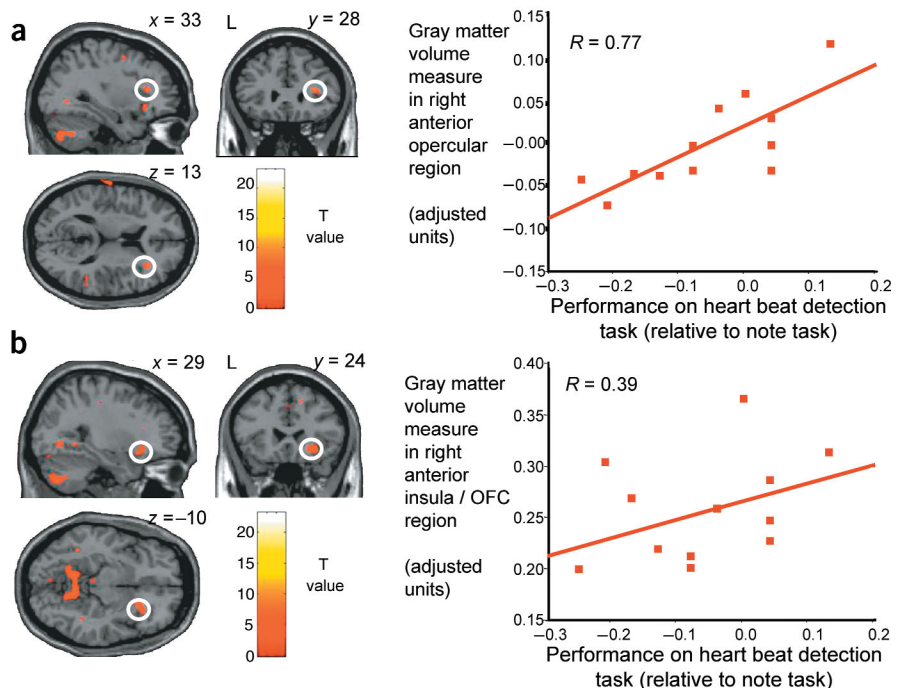 a
x = 33
L
y = 28
z = 13
20
15
10
5
0
T
value
Gray matter
volume
measure
in right
anterior
opercular
region
(adjusted
units)
R = 0.77
0.15
0.10
0.05
–0.00
–0.05
–0.10
–0.15
–0.3
–0.2
–0.1
0.0
0.1
0.2
Performance on heart beat detection
task (relative to note task)
b
x = 29
L
y = 24
z = –10
20
15
10
5
0
T
value
Gray matter
volume
measure
in right
anterior
insula / OFC
region
(adjusted
units)
R = 0.39
0.40
0.35
0.30
0.25
0.20
0.15
–0.3
–0.2
–0.1
0.0
0.1
0.2
Performance on heart beat detection
task (relative to note task)